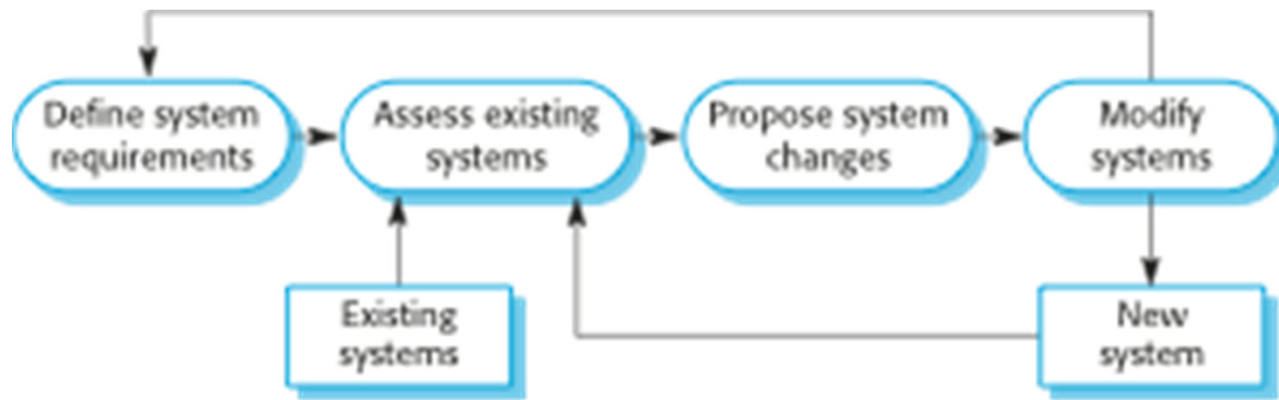 Define system
requirements
Assess existing
systems
Propose system
changes
Modify
systems
Existing
systems
New
system